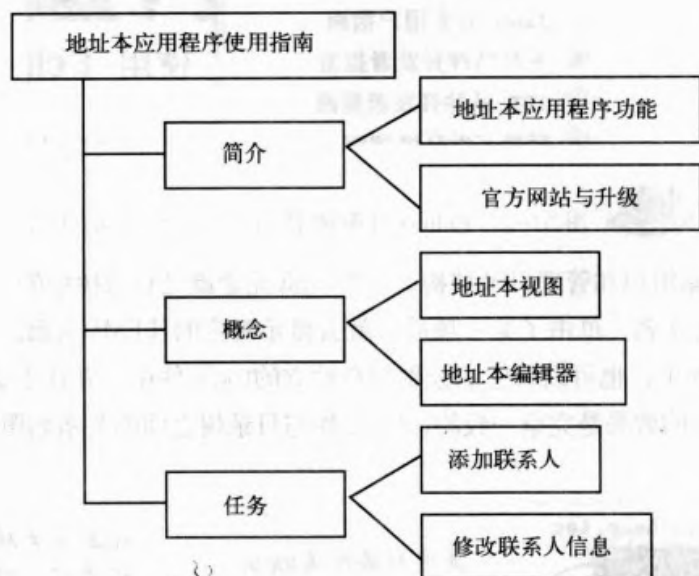 地址本应用程序使用指南
简介
地址本应用程序功能
官方网站与升级
概念
地址本视图
地址本编辑器
任务
添加联系人
修改联系人信息